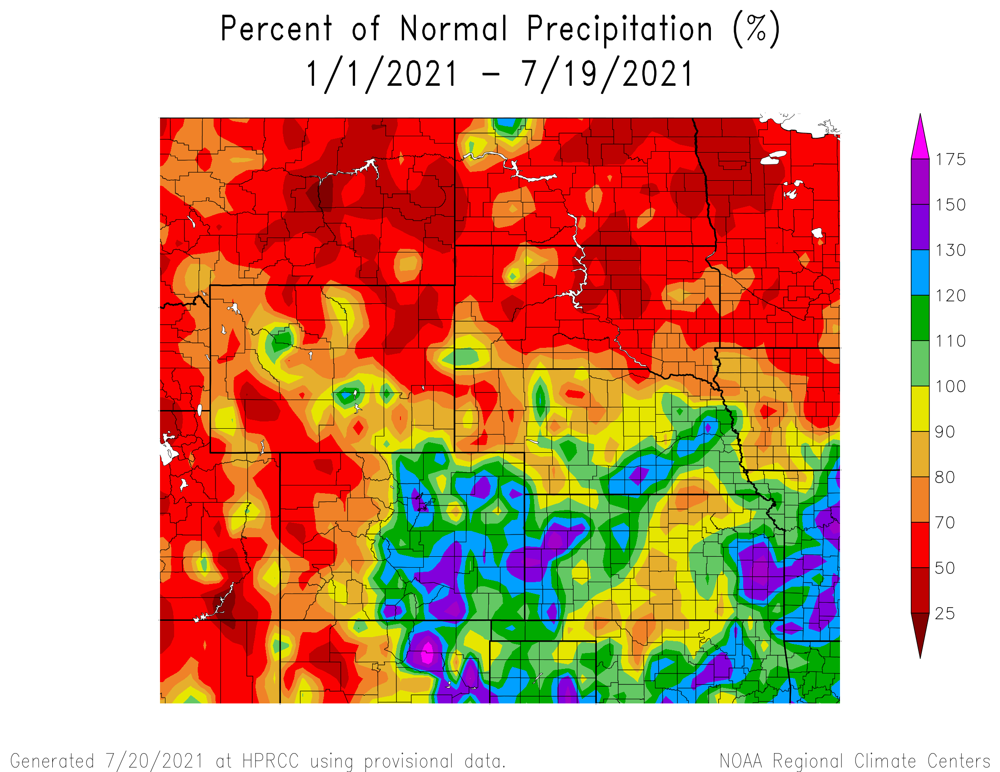 Percent of Normal Precipitation (%)
1/1/2021 – 7/19/2021
175
150
130
120
110
100
90
80
70
50
25
Generated 7/20/2021 at HPRCC using provisional data.
NOAA Regional Climate Centers